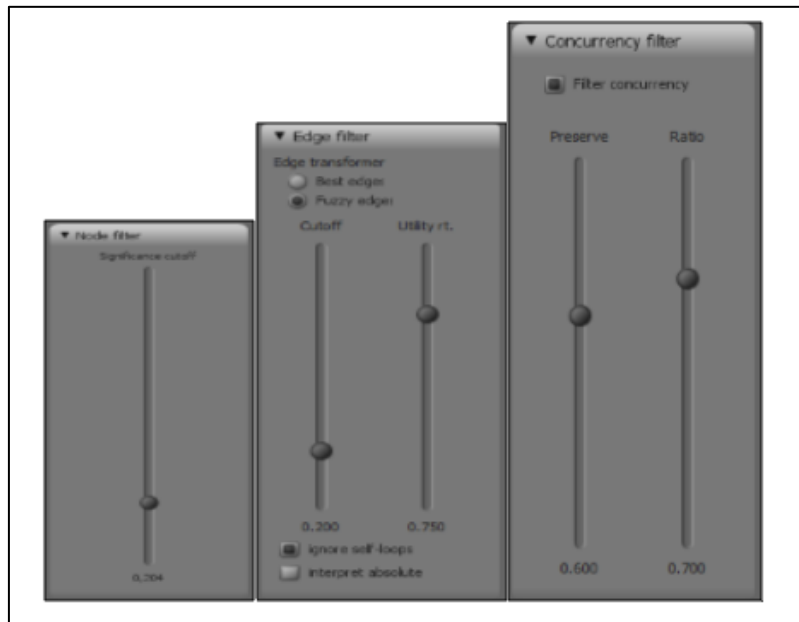 Node filter
Significance cutoff
0.204
Edge filter
Edge transformer
Best edges
Fuzzy edges
Cutoff Utility rt.
0.200 0.750
ignore self-loops
interpret absolute
Concurrency filter
Filter concurrency
Preserve Ratio
0.600 0.700